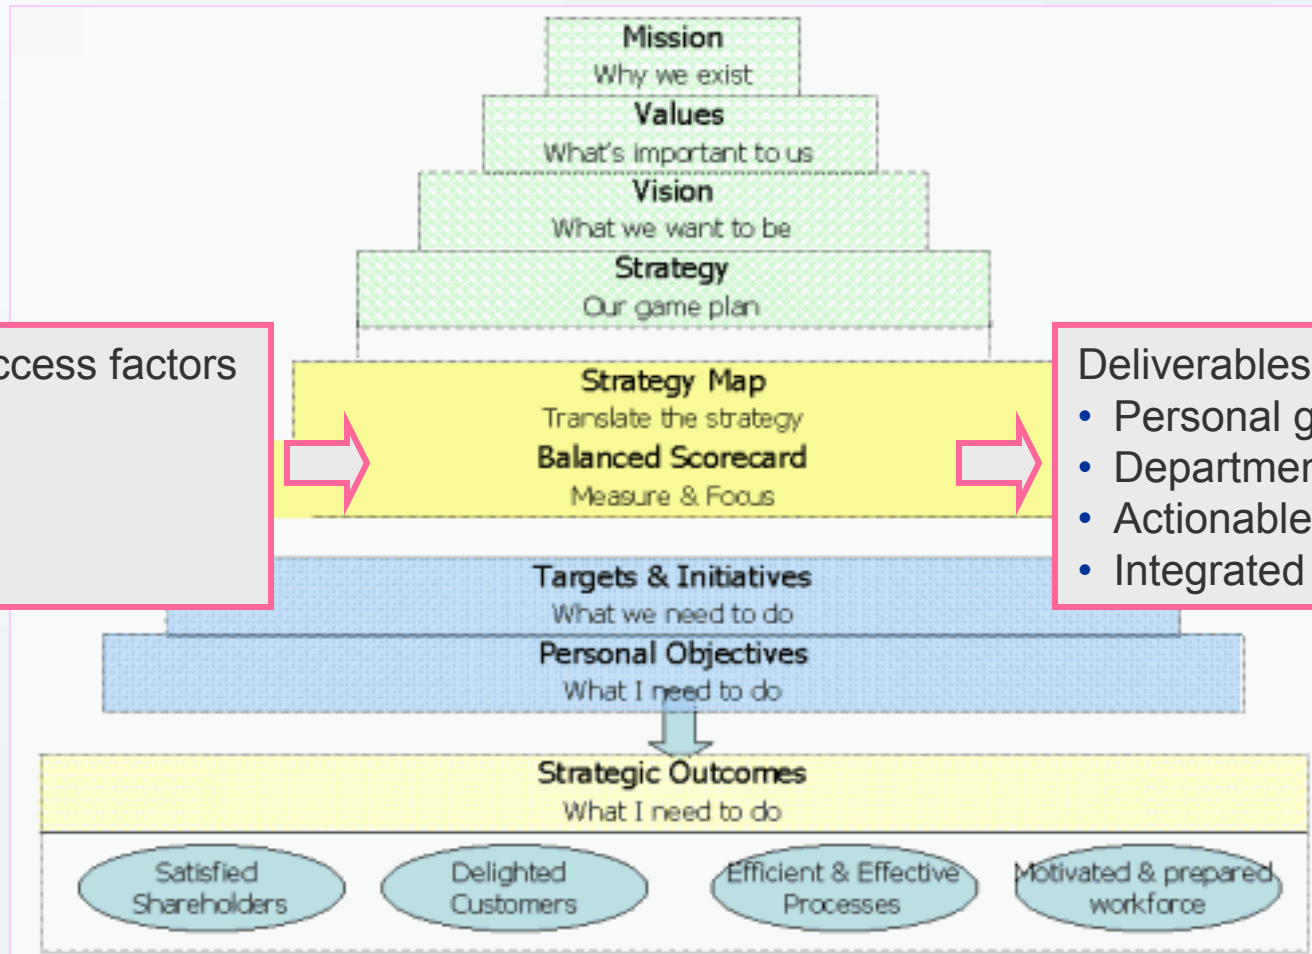 Mission
Why we exist
Values
What's important to us
Vision
What we want to be
Strategy
Our game plan
success factors
Strategy Map
Translate the strategy
Balanced Scorecard
Measure & Focus
Deliverables
• Personal
• 
• Actionable
• Integrated
Targets & Initiatives
What we need to do
Personal Objectives
What I need to do
Strategic Outcomes
What I need to do
Satisfied
Shareholders
Delighted
Customers
Efficient & Effective
Processes
Motivated & prepared
workforce